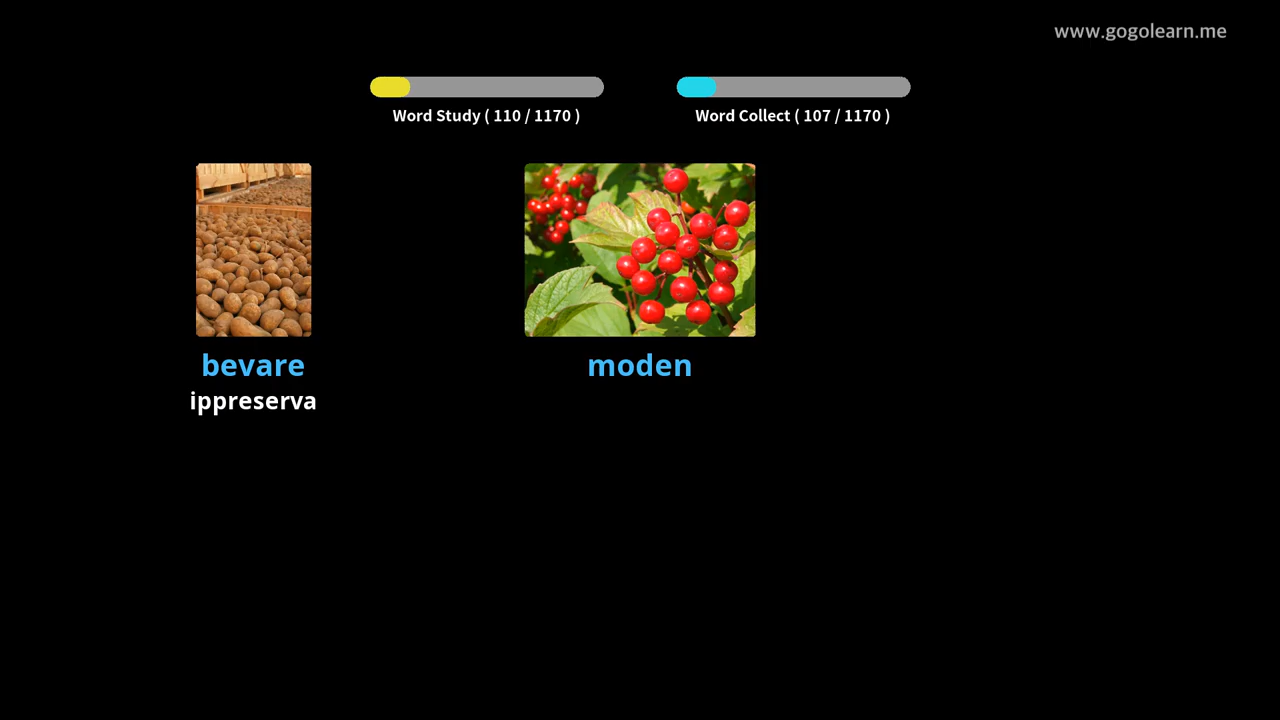 www.gogolearn.me
Word Study ( 110 / 1170 )
Word Collect ( 107 / 1170 )
bevare
ippreserva
moden